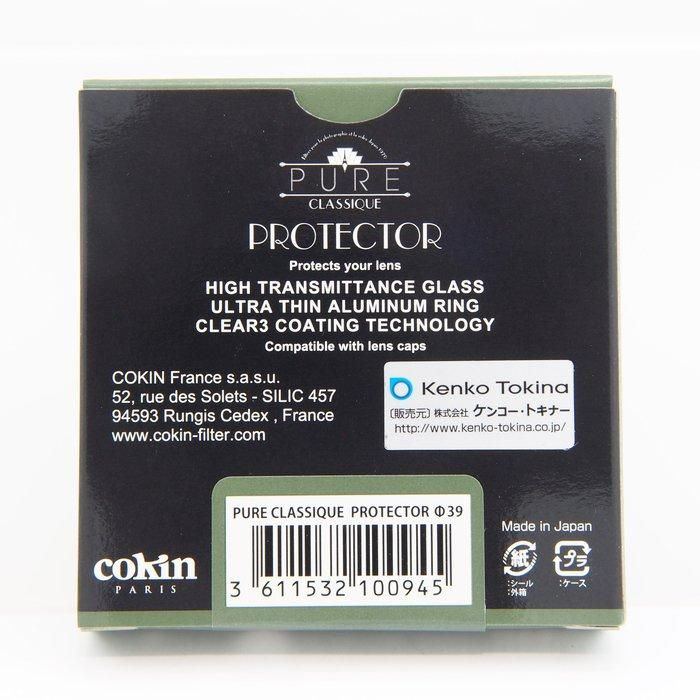 PURE
CLASSIQUE
PROTECTOR
Protects your lens
HIGH TRANSMITTANCE GLASS
ULTRA THIN ALUMINUM RING
CLEAR3 COATING TECHNOLOGY
Compatible with lens caps
COKIN France s.a.s.u.
52, rue des Solets - SILIC 457
94593 Rungis Cedex , France
www.cokin-filter.com
Kenko Tokina
〔販売元〕株式会社 ケンコー・トキナー
http://www.kenko-tokina.co.jp/
PURE CLASSIQUE PROTECTOR Φ39
3 611532 100945
cokin
PARIS
Made in Japan
紙 プラ
:シール :ケース
:外箱